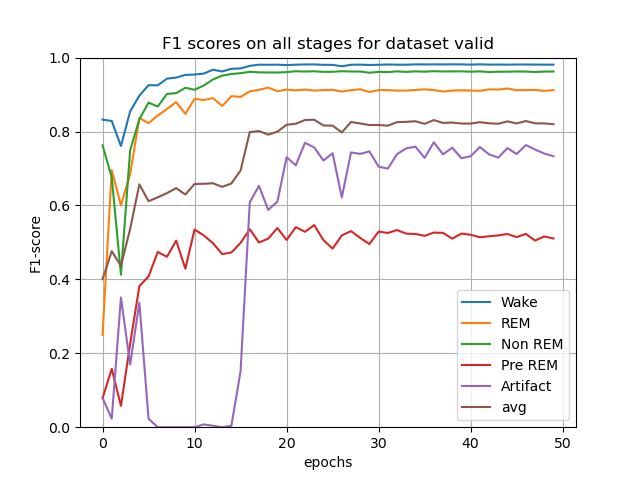 F1 scores on all stages for dataset valid
1.0
0.8
0.6
0.4
0.2
0.0
F1-score
0 10 20 30 40 50
epochs
Wake
REM
Non REM
Pre REM
Artifact
avg